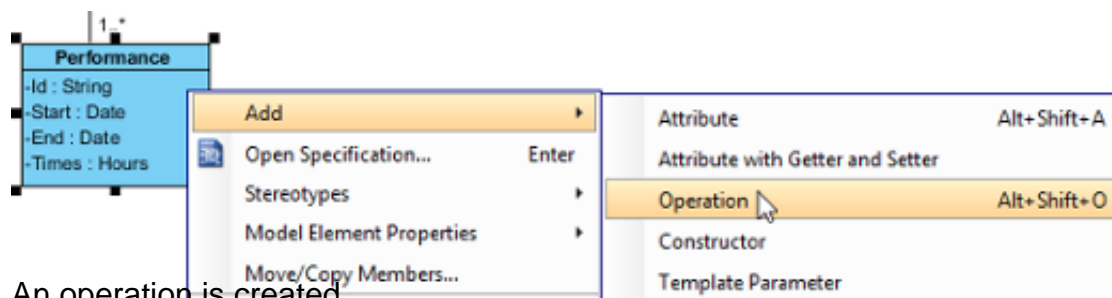 1..*
Performance
-Id : String
-Start : Date
-End : Date
-Times : Hours
Add
Open Specification... Enter
Stereotypes
Model Element Properties
Move/Copy Members...
Attribute Alt+Shift+A
Attribute with Getter and Setter
Operation Alt+Shift+O
Constructor
Template Parameter
An operation is created